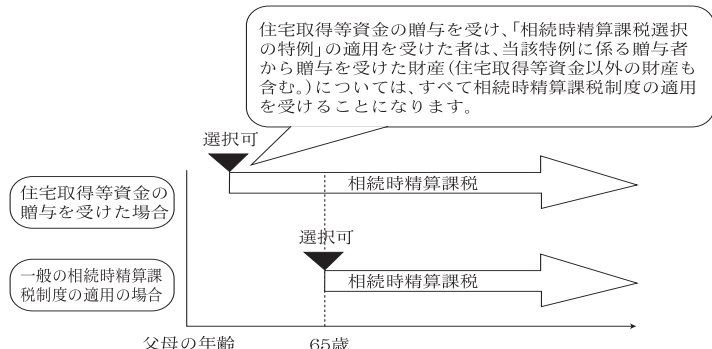 住宅取得等資金の贈与を受け、「相続時精算課税選択
の特例」の適用を受けた者は、当該特例に係る贈与者
から贈与を受けた財産(住宅取得等資金以外の財産も
含む。)については、すべて相続時精算課税制度の適用
を受けることになります。
選択可
住宅取得等資金の
贈与を受けた場合
相続時精算課税
選択可
一般の相続時精算課
税制度の適用の場合
相続時精算課税
父母の年齢
65歳